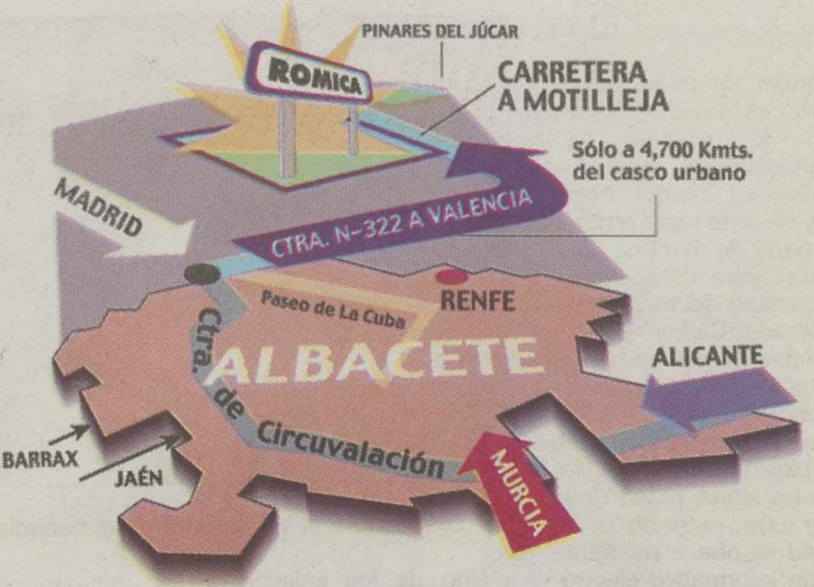 PINARES DEL JÚCAR
ROMICA
CARRETERA
A MOTILLEJA
Sólo a 4,700 Kmts.
del casco urbano
MADRID
CTRA. N-322 A VALENCIA
Paseo de La Cuba
RENFE
ALBACETE
ALICANTE
Ctra. de Circuvalación
BARRAX
JAÉN
MURCIA